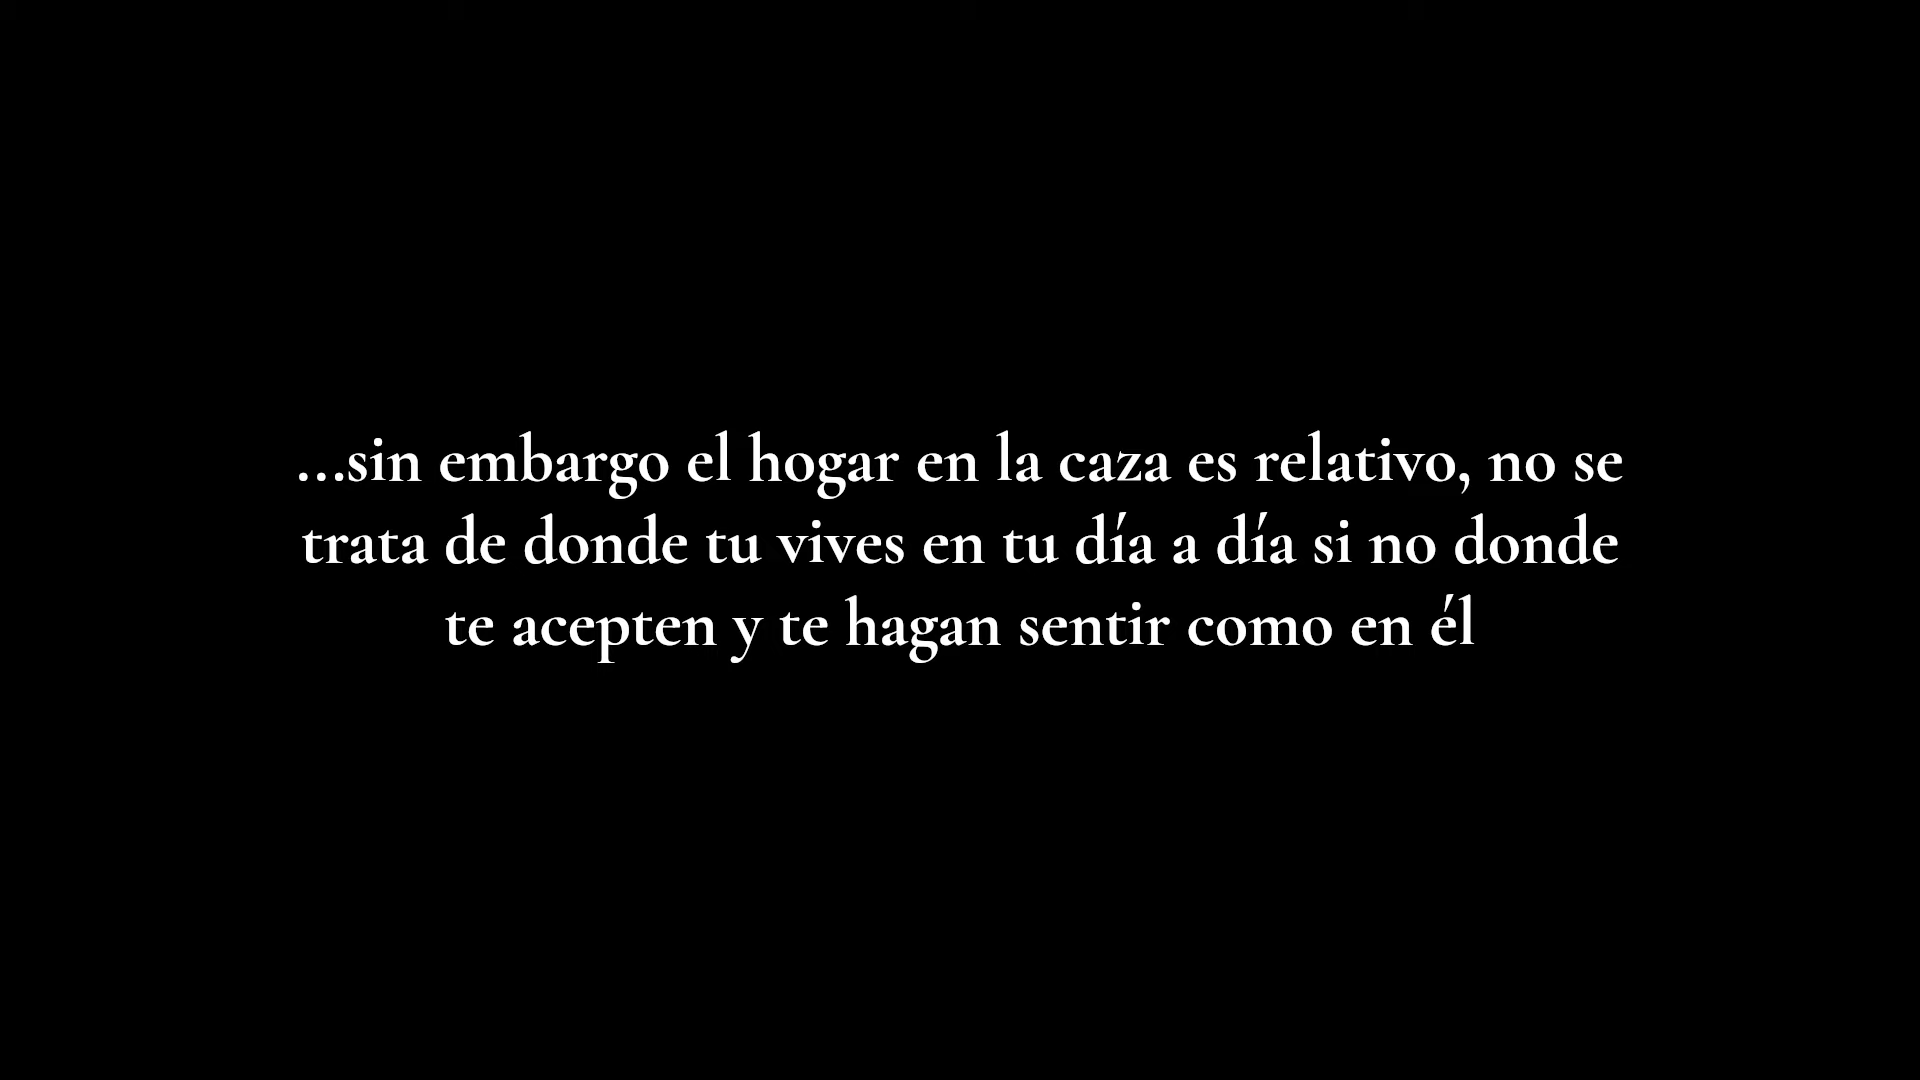 ...sin embargo el hogar en la caza es relativo, no se
trata de donde tu vives en tu día a día si no donde
te acepten y te hagan sentir como en él